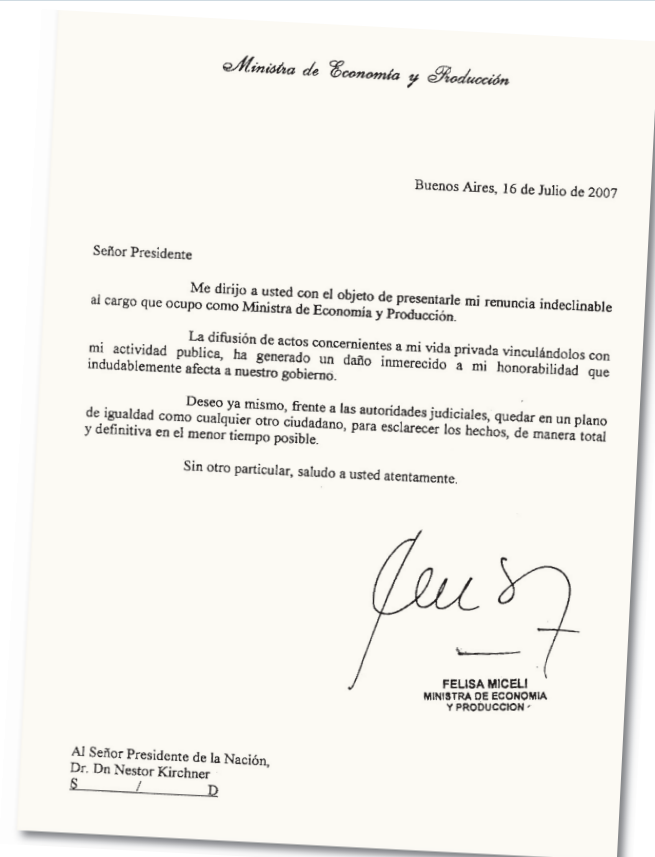 Ministra de Economía y Producción
Buenos Aires, 16 de Julio de 2007
Señor Presidente
Me dirijo a usted con el objeto de presentarle mi renuncia indeclinable
al cargo que ocupo como Ministra de Economia y Producción.
La difusión de actos concernientes a mi vida privada vinculándolos con
mi actividad publica, ha generado un daño inmerecido a mi honorabilidad que
indudablemente afecta a nuestro gobierno.
Deseo ya mismo, frente a las autoridades judiciales, quedar en un plano
de igualdad como cualquier otro ciudadano, para esclarecer los hechos, de manera total
y definitiva en el menor tiempo posible.
Sin otro particular, saludo a usted atentamente.
FELISA MICELI
MINISTRA DE ECONOMIA
Y PRODUCCION -
Al Señor Presidente de la Nación,
Dr. Dn Nestor Kirchner
S / D